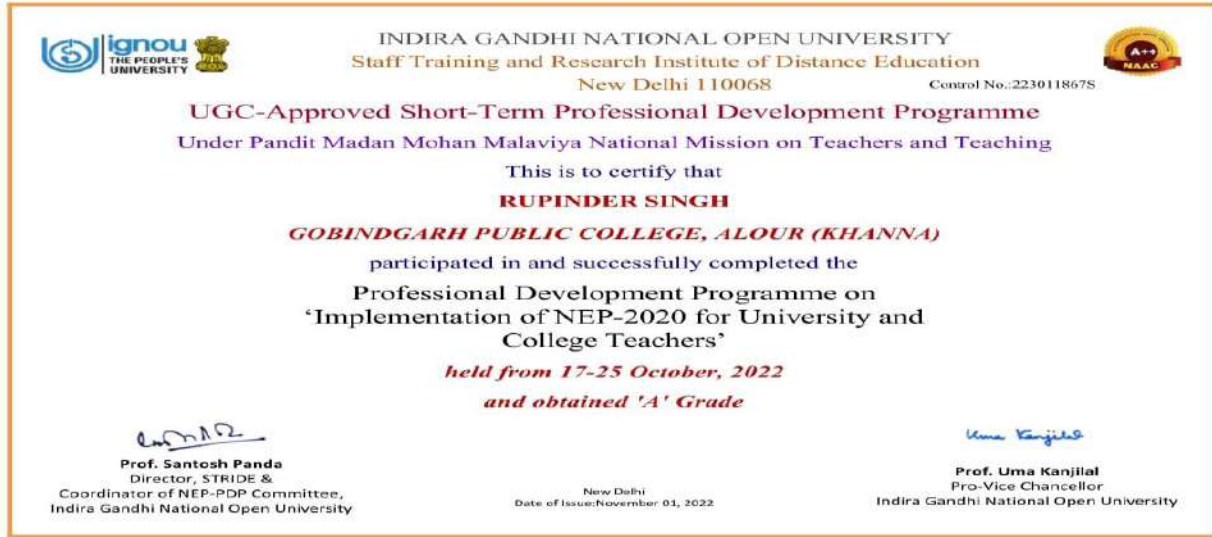 ignou
THE PEOPLE'S
UNIVERSITY
INDIRA GANDHI NATIONAL OPEN UNIVERSITY
Staff Training and Research Institute of Distance Education
New Delhi 110068
A++
NAAC
Control No.:223011867S
UGC-Approved Short-Term Professional Development Programme
Under Pandit Madan Mohan Malaviya National Mission on Teachers and Teaching
This is to certify that
RUPINDER SINGH
GOBINDGARH PUBLIC COLLEGE, ALOUR (KHANNA)
participated in and successfully completed the
Professional Development Programme on
‘Implementation of NEP-2020 for University and
College Teachers’
held from 17-25 October, 2022
and obtained 'A' Grade
Prof. Santosh Panda
Director, STRIDE &
Coordinator of NEP-PDP Committee,
Indira Gandhi National Open University
New Delhi
Date of Issue:November 01, 2022
Uma Kanjilal
Prof. Uma Kanjilal
Pro-Vice Chancellor
Indira Gandhi National Open University